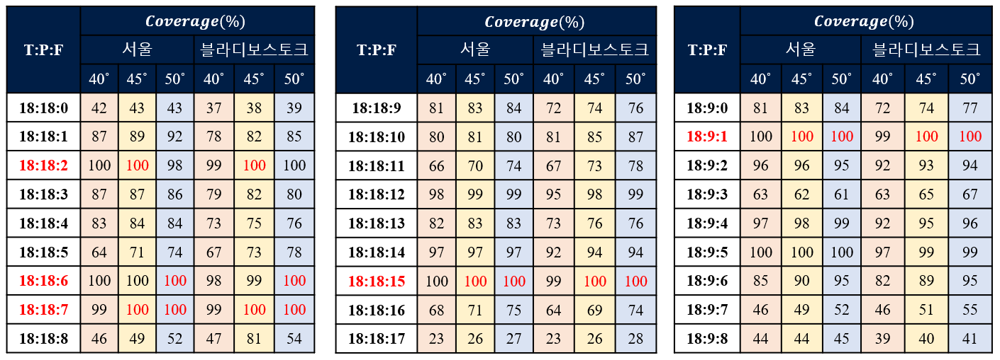 T:P:F Coverage(%)
서울 블라디보스토크
40˚ 45˚ 50˚ 40˚ 45˚ 50˚
18:18:0 42 43 43 37 38 39
18:18:1 87 89 92 78 82 85
18:18:2 100 100 98 99 100 100
18:18:3 87 87 86 79 82 80
18:18:4 83 84 84 73 75 76
18:18:5 64 71 74 67 73 78
18:18:6 100 100 100 98 99 100
18:18:7 99 100 100 99 100 100
18:18:8 46 49 52 47 81 54
T:P:F Coverage(%)
서울 블라디보스토크
40˚ 45˚ 50˚ 40˚ 45˚ 50˚
18:18:9 81 83 84 72 74 76
18:18:10 80 81 80 81 85 87
18:18:11 66 70 74 67 73 78
18:18:12 98 99 99 95 98 99
18:18:13 82 83 83 73 76 76
18:18:14 97 97 97 92 94 94
18:18:15 100 100 100 99 100 100
18:18:16 68 71 75 64 69 74
18:18:17 23 26 27 23 26 28
T:P:F Coverage(%)
서울 블라디보스토크
40˚ 45˚ 50˚ 40˚ 45˚ 50˚
18:9:0 81 83 84 72 74 77
18:9:1 100 100 100 99 100 100
18:9:2 96 96 95 92 93 94
18:9:3 63 62 61 63 65 67
18:9:4 97 98 99 92 95 96
18:9:5 100 100 100 97 99 99
18:9:6 85 90 95 82 89 95
18:9:7 46 49 52 46 51 55
18:9:8 44 44 45 39 40 41